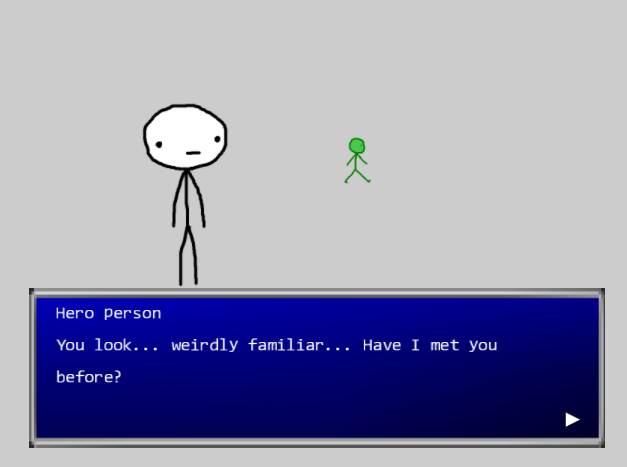 Hero person
You look... weirdly familiar... Have I met you
before?